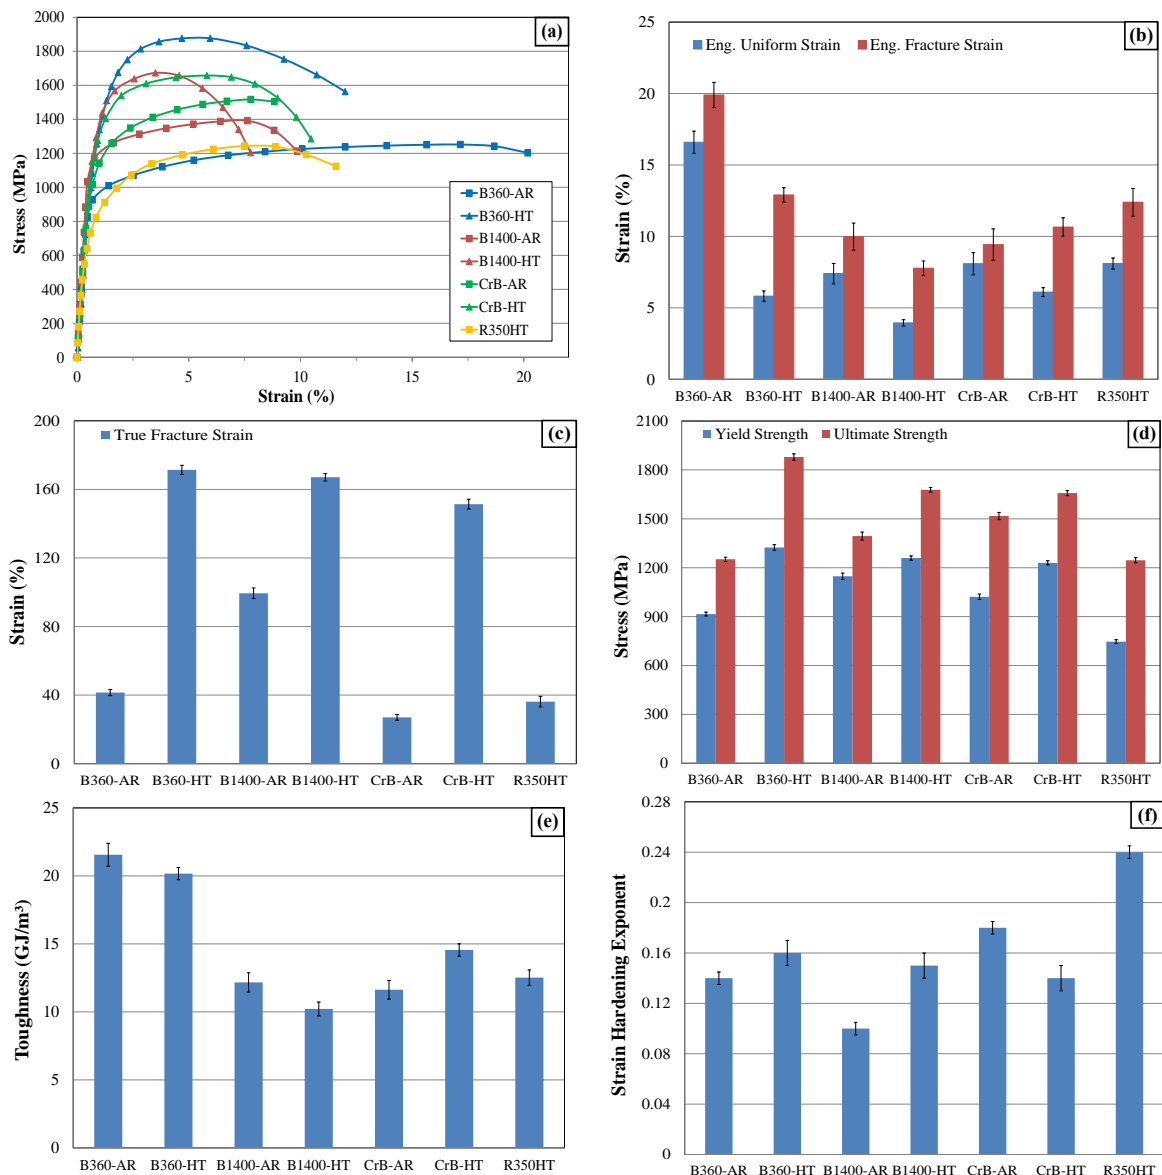 (a)
Stress (MPa)
2000
1800
1600
1400
1200
1000
800
600
400
200
0
B360-AR
B360-HT
B1400-AR
B1400-HT
CrB-AR
CrB-HT
R350HT
0 5 10 15 20
Strain (%)
(b)
Eng. Uniform Strain Eng. Fracture Strain
Strain (%)
25
20
15
10
5
0
B360-AR B360-HT B1400-AR B1400-HT CrB-AR CrB-HT R350HT
(c)
True Fracture Strain
Strain (%)
200
160
120
80
40
0
B360-AR B360-HT B1400-AR B1400-HT CrB-AR CrB-HT R350HT
(d)
Yield Strength Ultimate Strength
Stress (MPa)
2100
1800
1500
1200
900
600
300
0
B360-AR B360-HT B1400-AR B1400-HT CrB-AR CrB-HT R350HT
(e)
Toughness (GJ/m³)
25
20
15
10
5
0
B360-AR B360-HT B1400-AR B1400-HT CrB-AR CrB-HT R350HT
(f)
Strain Hardening Exponent
0.28
0.24
0.2
0.16
0.12
0.08
0.04
0
B360-AR B360-HT B1400-AR B1400-HT CrB-AR CrB-HT R350HT